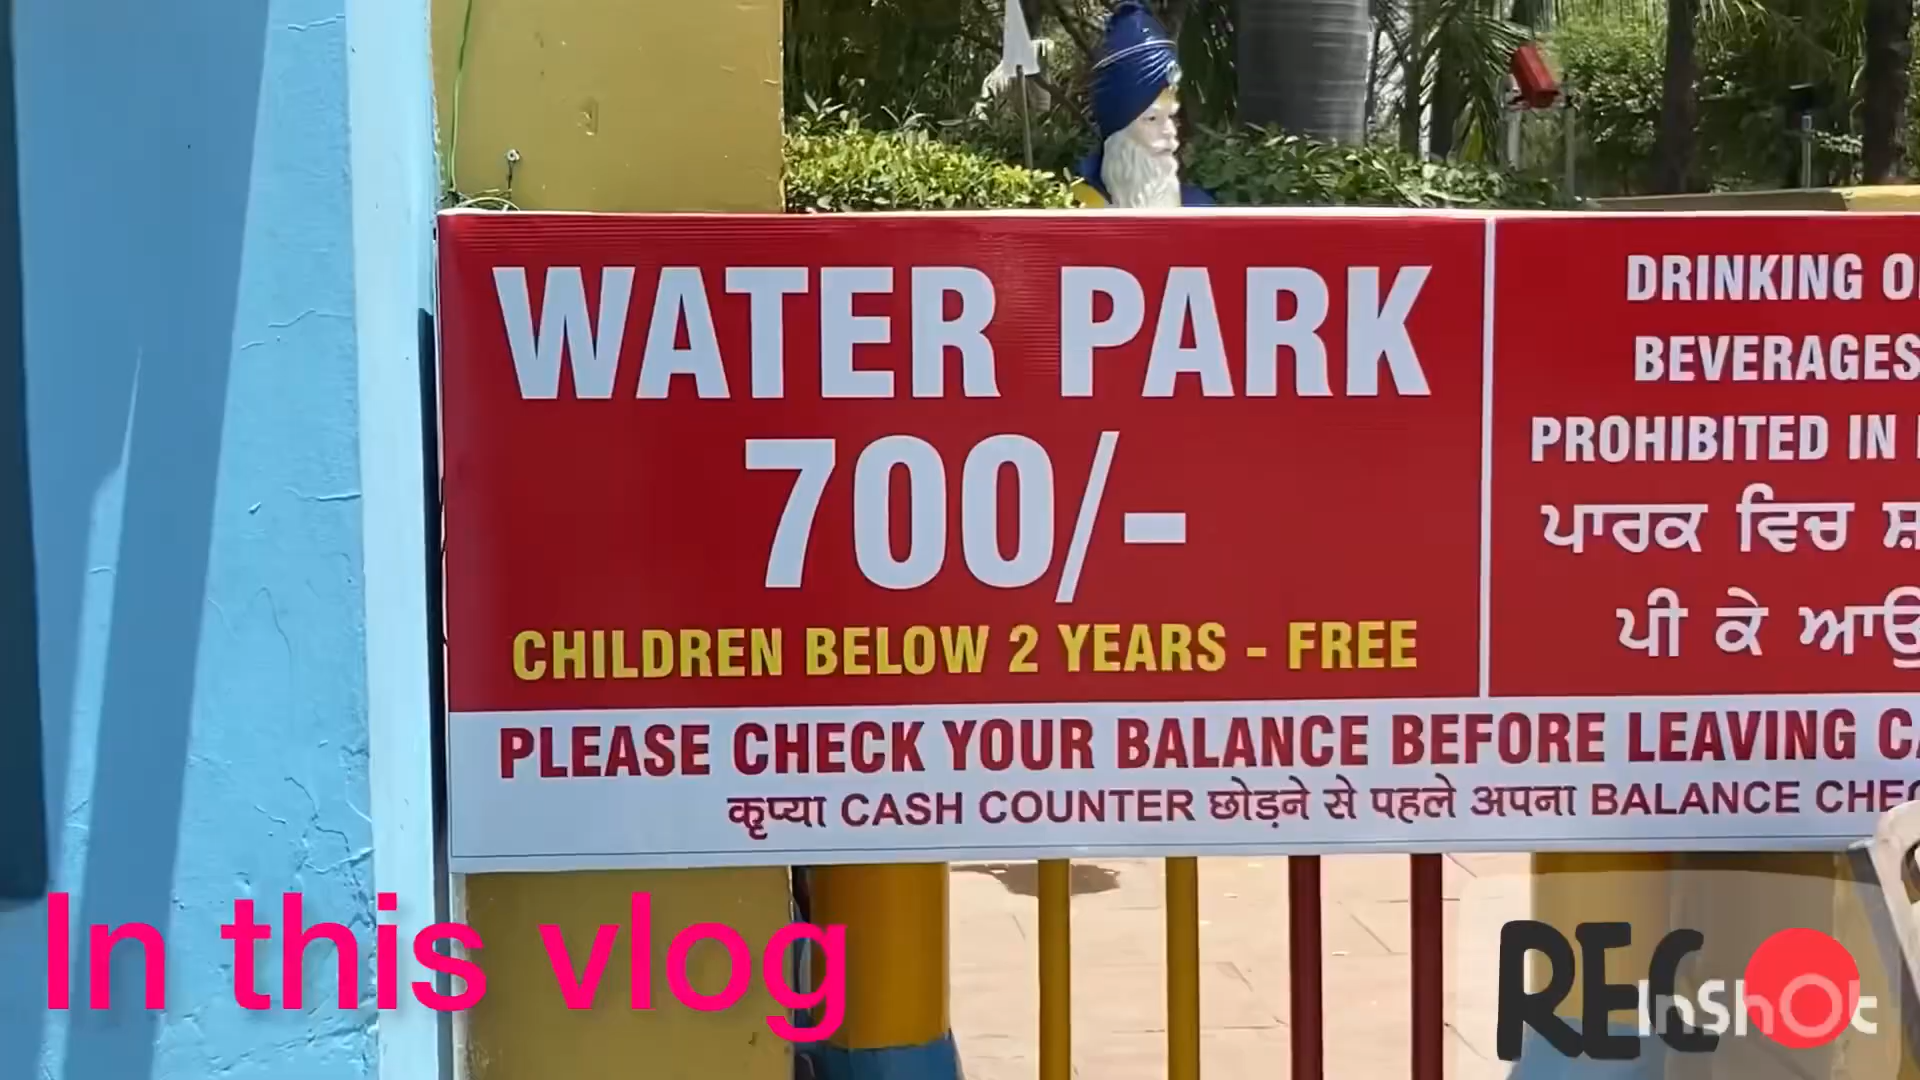 WATER PARK
700/-
CHILDREN BELOW 2 YEARS - FREE
DRINKING
BEVERAGES
PROHIBITED IN
ਪਾਰਕ ਵਿਚ
ਪੀ ਕੇ
PLEASE CHECK YOUR BALANCE BEFORE LEAVING
कृप्या CASH COUNTER छोड़ने से पहले अपना BALANCE
In this vlog
REC
InShOt